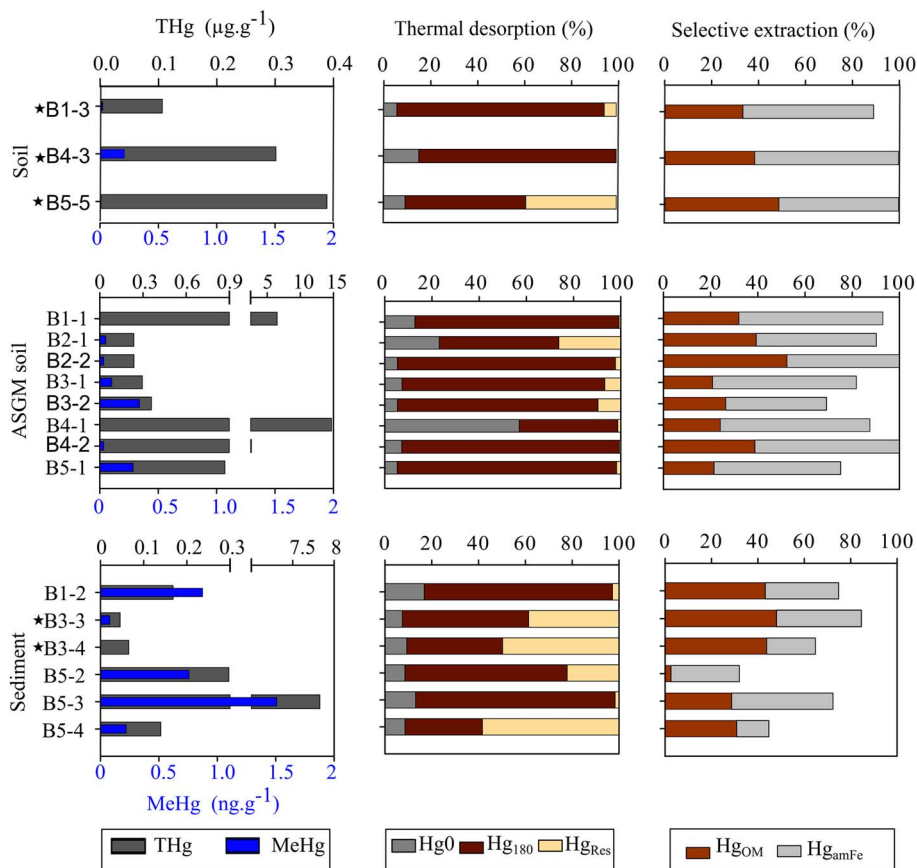 THg (µg.g-1)
Thermal desorption (%)
Selective extraction (%)
0 0.1 0.2 0.3 0.4
0 20 40 60 80 100
0 20 40 60 80 100
Soil
★B1-3
★B4-3
★B5-5
0 0.5 1.0 1.5 2
0 0.3 0.6 0.9 5 10 15
0 20 40 60 80 100
0 20 40 60 80 100
ASGM soil
B1-1
B2-1
B2-2
B3-1
B3-2
B4-1
B4-2
B5-1
0 0.5 1.0 1.5 2
0 0.1 0.2 0.3 7.5 8
0 20 40 60 80 100
0 20 40 60 80 100
Sediment
B1-2
★B3-3
★B3-4
B5-2
B5-3
B5-4
0 0.5 1.0 1.5 2
MeHg (ng.g-1)
THg MeHg
Hg0 Hg180 HgRes
HgOM HgamFe